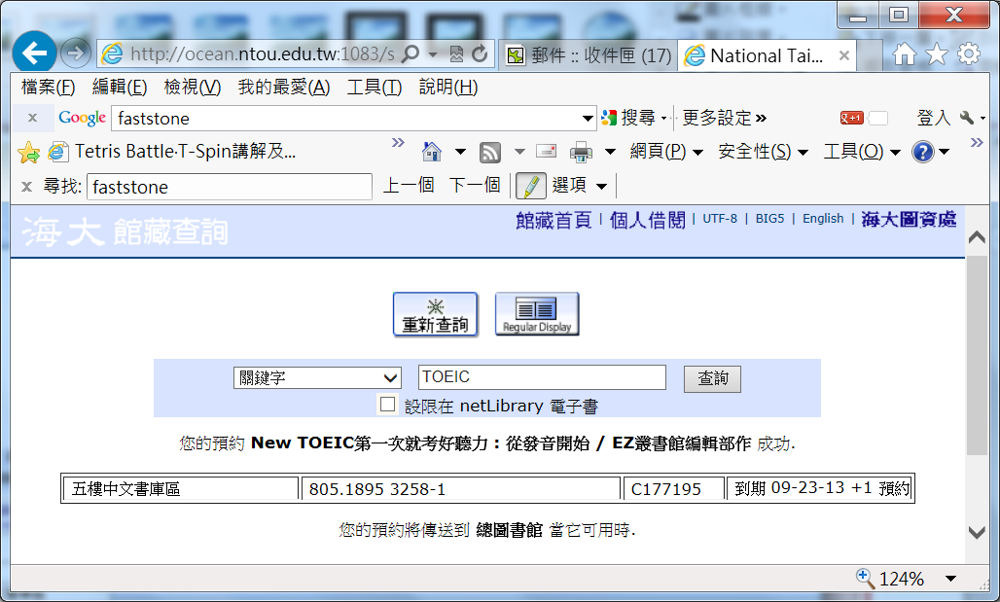 http://ocean.ntou.edu.tw:1083/s
郵件 :: 收件匣 (17)
National Tai...
檔案(F) 編輯(E) 檢視(V) 我的最愛(A) 工具(T) 說明(H)
x Google faststone 搜尋 更多設定 » g+1 登入
Tetris Battle‧T-Spin講解及... » 網頁(P) 安全性(S) 工具(O) »
x 尋找: faststone 上一個 下一個 選項
海大 館藏查詢
館藏首頁 | 個人借閱 | UTF-8 | BIG5 | English | 海大圖資處
重新查詢 Regular Display
關鍵字 TOEIC 查詢
設限在 netLibrary 電子書
您的預約 New TOEIC第一次就考好聽力 : 從發音開始 / EZ叢書館編輯部作 成功.
五樓中文書庫區 805.1895 3258-1 C177195 到期 09-23-13 +1 預約
您的預約將傳送到 總圖書館 當它可用時.
124%